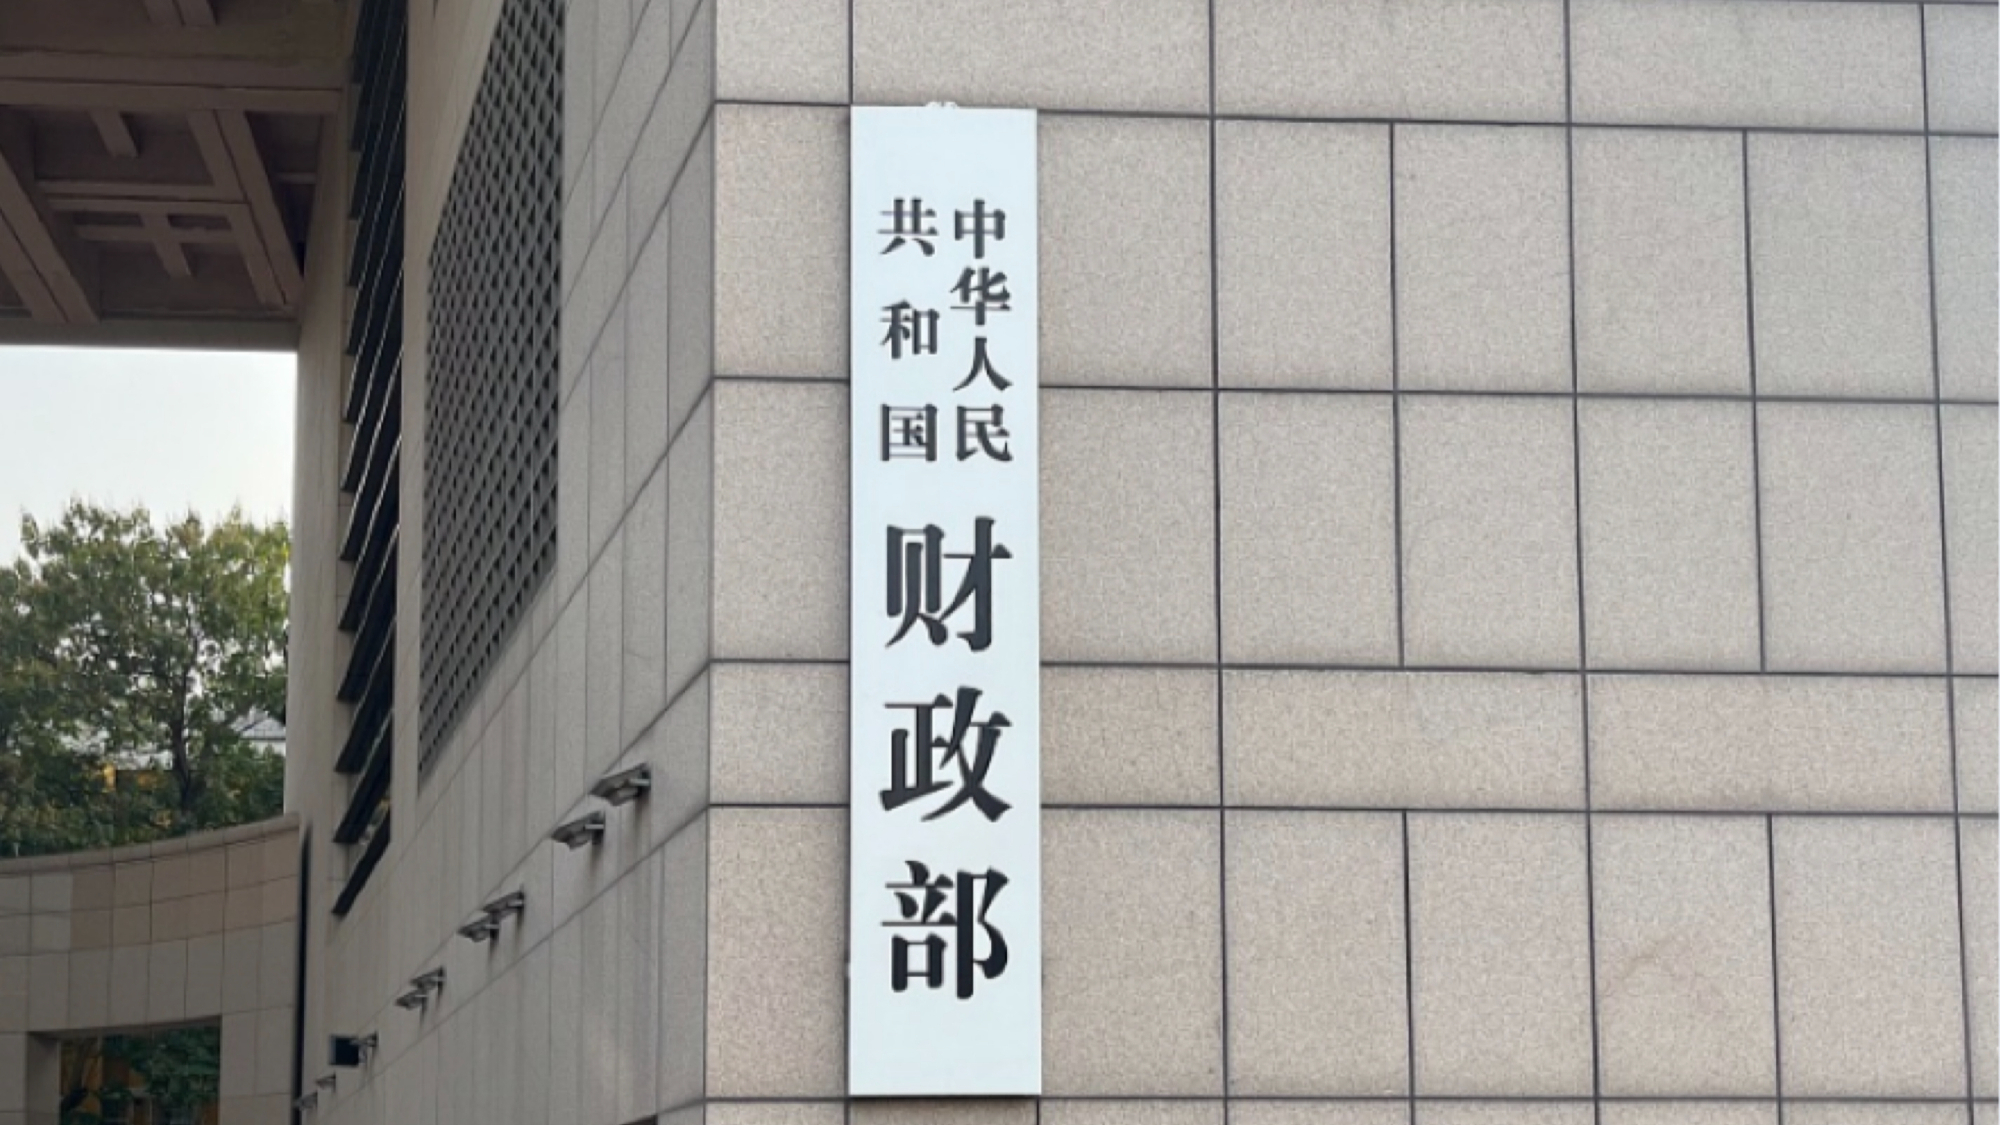 中华人民
共和国
财政部